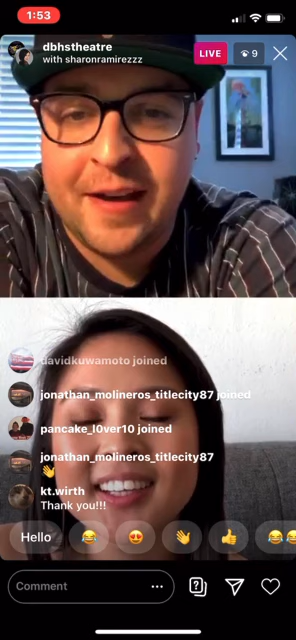 1:53
dbhstheatre
with sharonramirezzz
LIVE
9
davidkuwamoto joined
jonathan_molineros_titlecity87 joined
pancake_l0ver10 joined
jonathan_molineros_titlecity87
👋
kt.wirth
Thank you!!!
Hello 😂 😍 👋 👍 😂
Comment